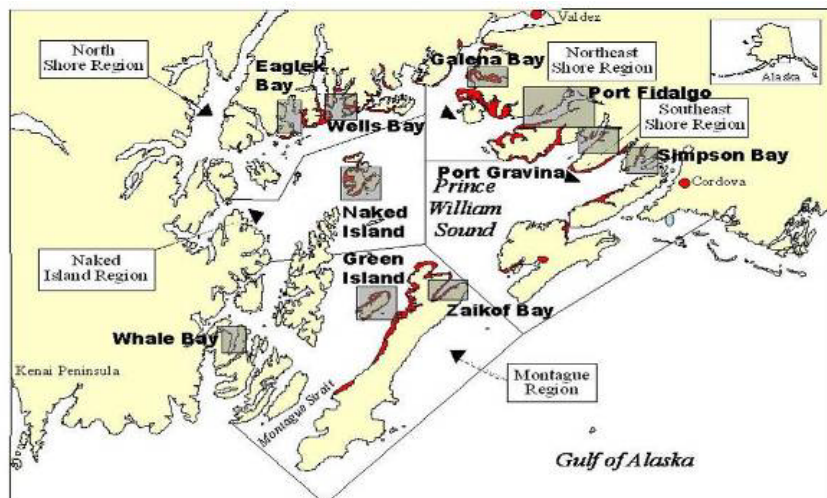 Valdez
North
Shore Region
Eaglek
Bay
Galena Bay
Northeast
Shore Region
Alaska
Port Fidalgo
Wells Bay
Southeast
Shore Region
Simpson Bay
Port Gravina
Cordova
Prince
William
Sound
Naked
Island
Naked
Island Region
Green
Island
Zaikof Bay
Whale Bay
Kenai Peninsula
Montague
Region
Montague Strait
Gulf of Alaska